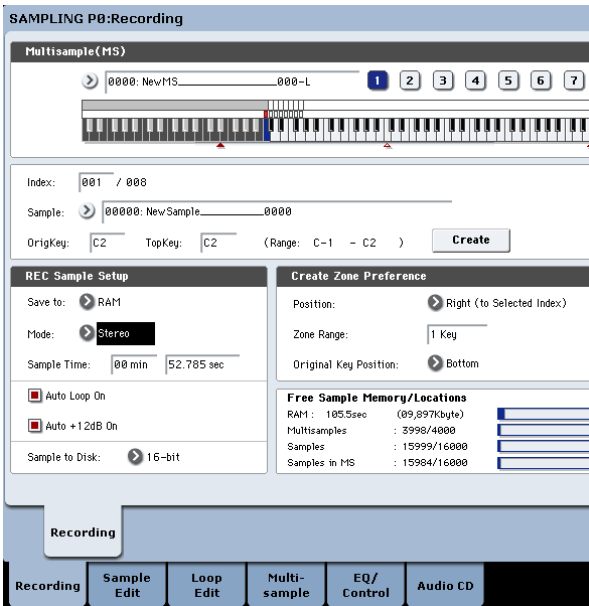 SAMPLING P0:Recording
Multisample(MS)
0000: NewMS______________000-L
1 2 3 4 5 6 7
Index: 001 / 008
Sample: 00000: NewSample__________0000
OrigKey: C2 TopKey: C2 (Range: C-1 - C2 ) Create
REC Sample Setup
Save to: RAM
Mode: Stereo
Sample Time: 00 min 52.785 sec
Auto Loop On
Auto +12dB On
Sample to Disk: 16-bit
Create Zone Preference
Position: Right (to Selected Index)
Zone Range: 1 Key
Original Key Position: Bottom
Free Sample Memory/Locations
RAM : 105.5sec (09,897Kbyte)
Multisamples : 3998/4000
Samples : 15999/16000
Samples in MS : 15984/16000
Recording
Recording Sample Edit Loop Edit Multi-sample EQ/Control Audio CD